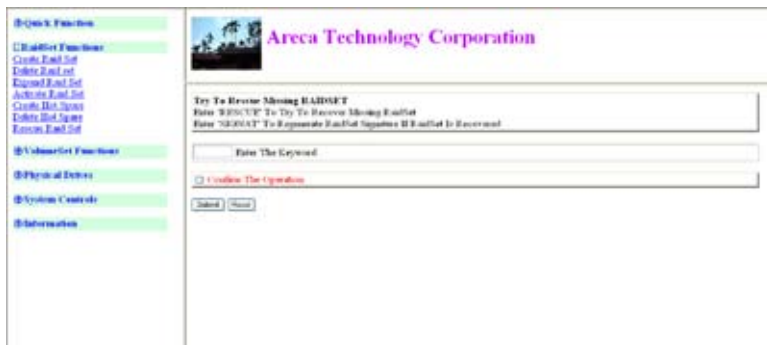 Quick Function
RaidSet Functions
Create Raid Set
Delete Raid set
Expand Raid Set
Activate Raid Set
Create Hot Spare
Delete Hot Spare
Rescue Raid Set
VolumeSet Functions
Physical Drives
System Controls
Information
Areca Technology Corporation
Try To Rescue Missing RAIDSET
Enter 'RESCUE' To Try To Recover Missing RaidSet
Enter 'SIGNAT' To Regenerate RaidSet Signature If RaidSet Is Recovered
Enter The Keyword
Confirm The Operation
Submit Reset